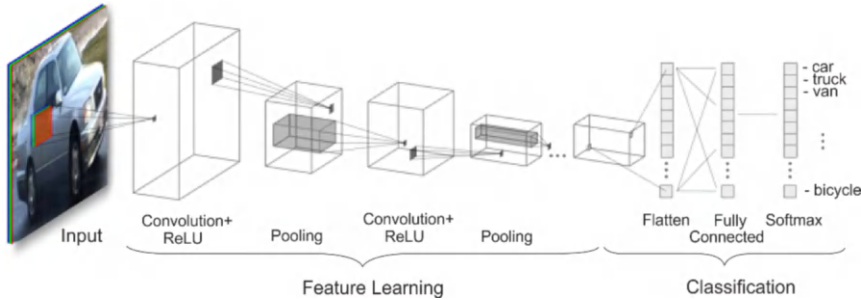 - car
- truck
- van
- bicycle
Input
Convolution+
ReLU
Pooling
Convolution+
ReLU
Pooling
Flatten
Fully
Connected
Softmax
Feature Learning
Classification